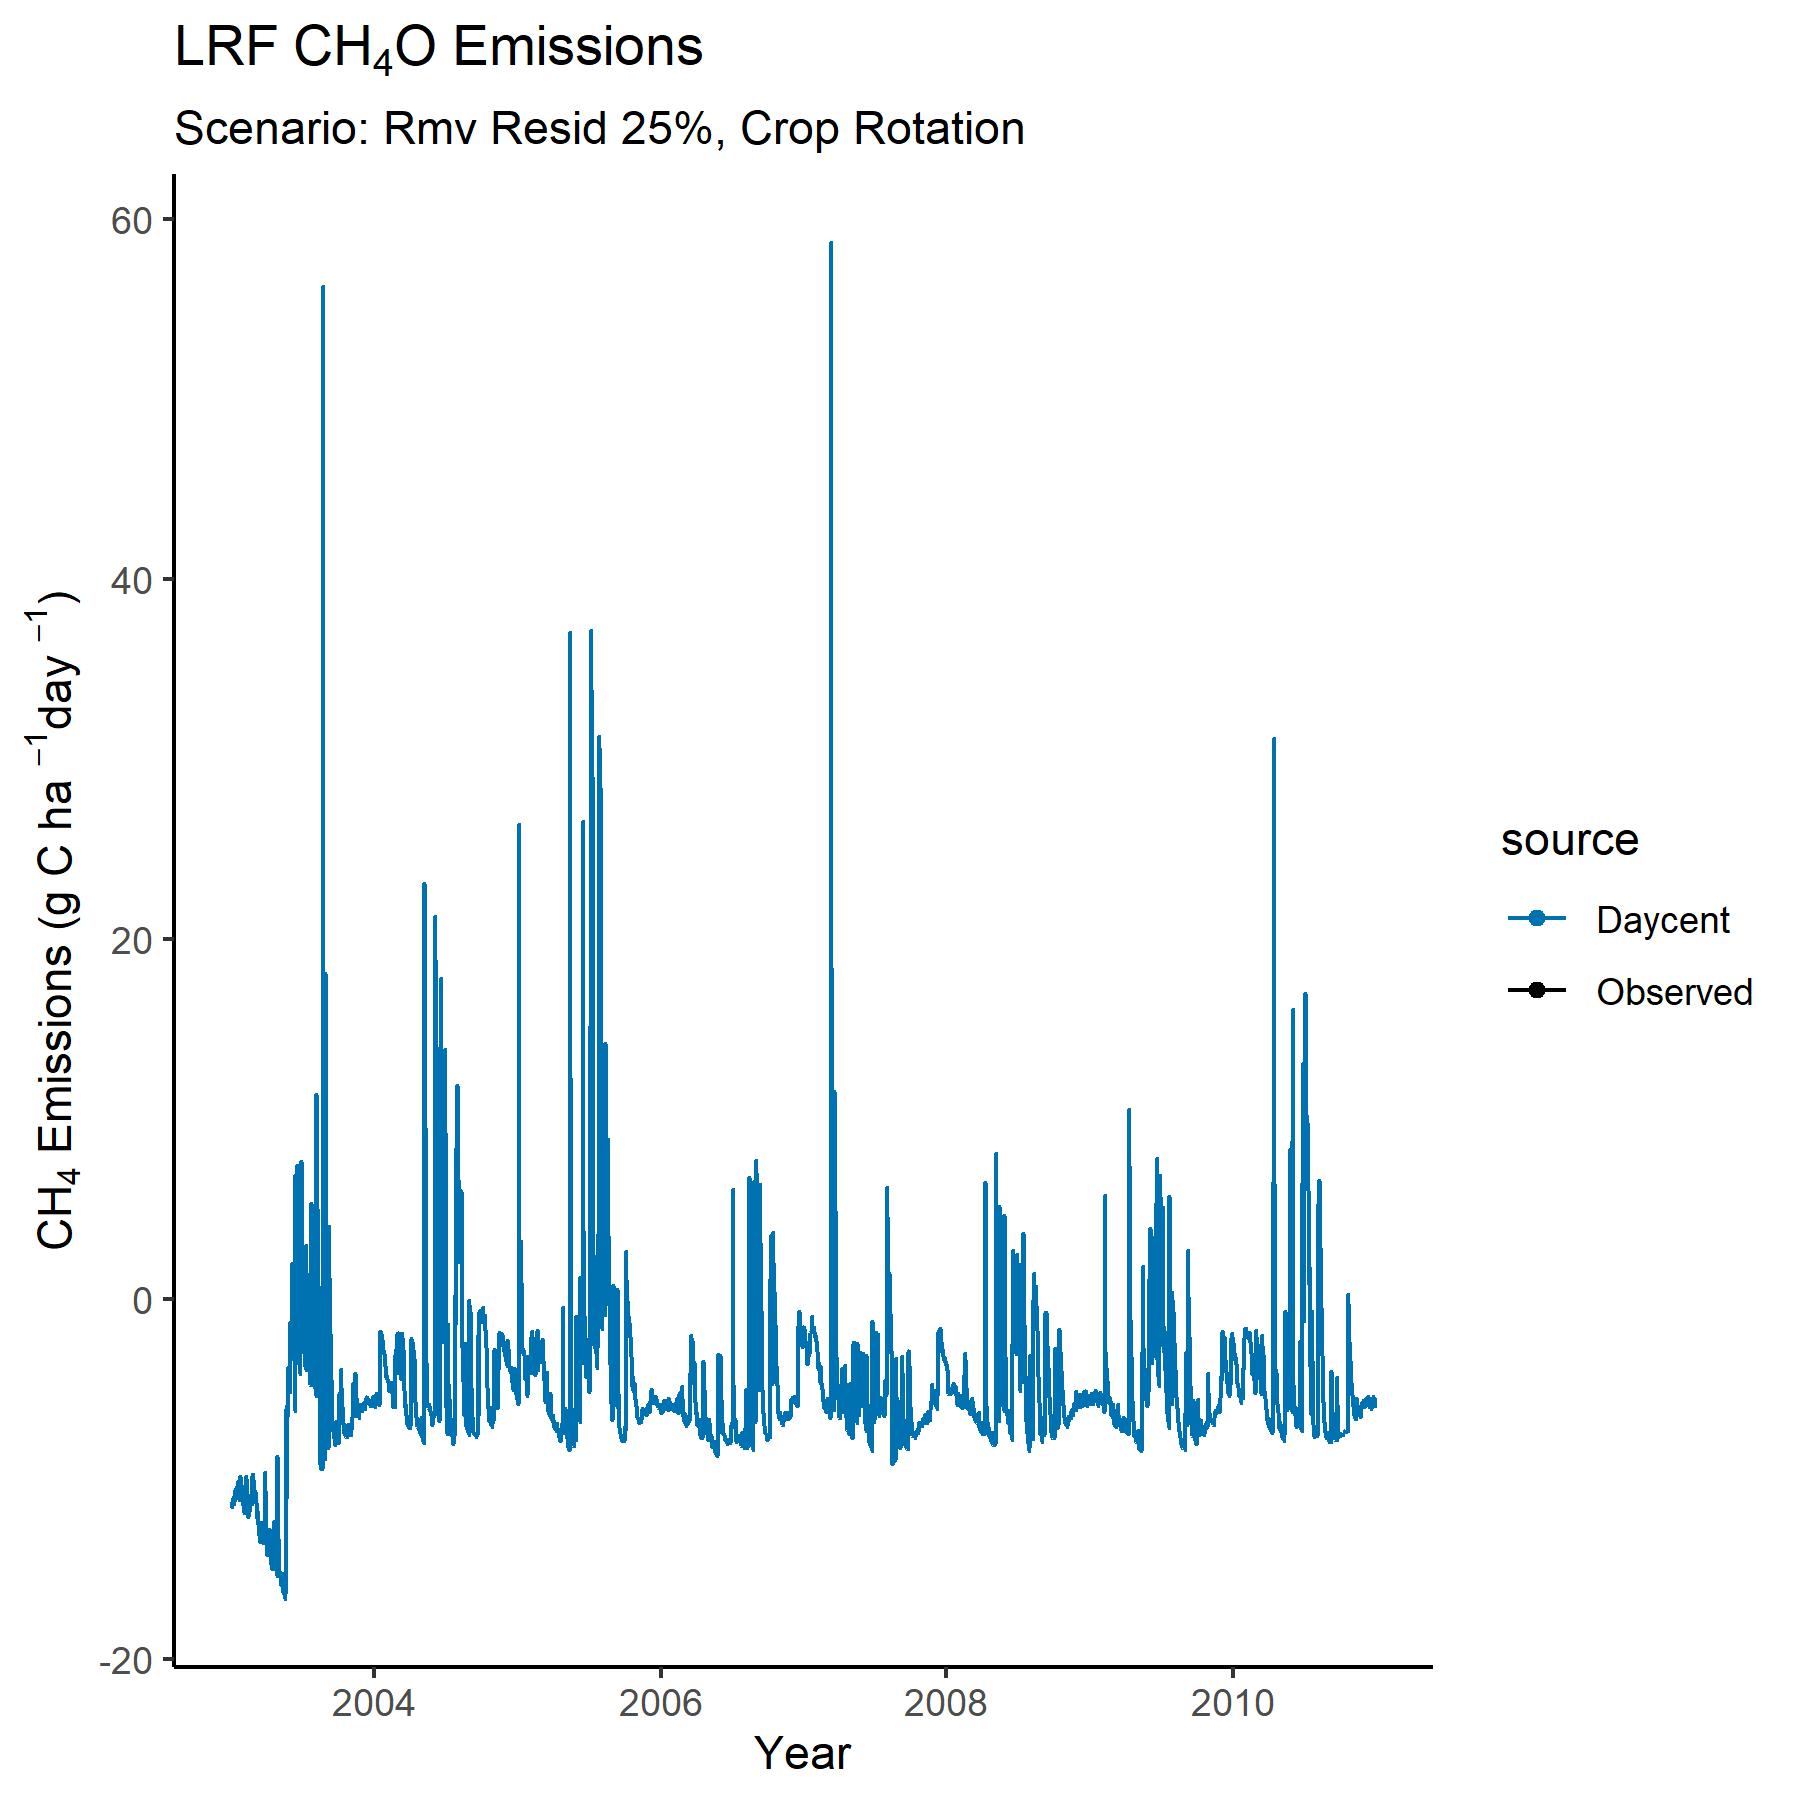 LRF CH₄O Emissions
Scenario: Rmv Resid 25%, Crop Rotation
CH₄ Emissions (g C ha ⁻¹day ⁻¹)
60
40
20
0
-20
2004 2006 2008 2010
Year
source
Daycent
Observed